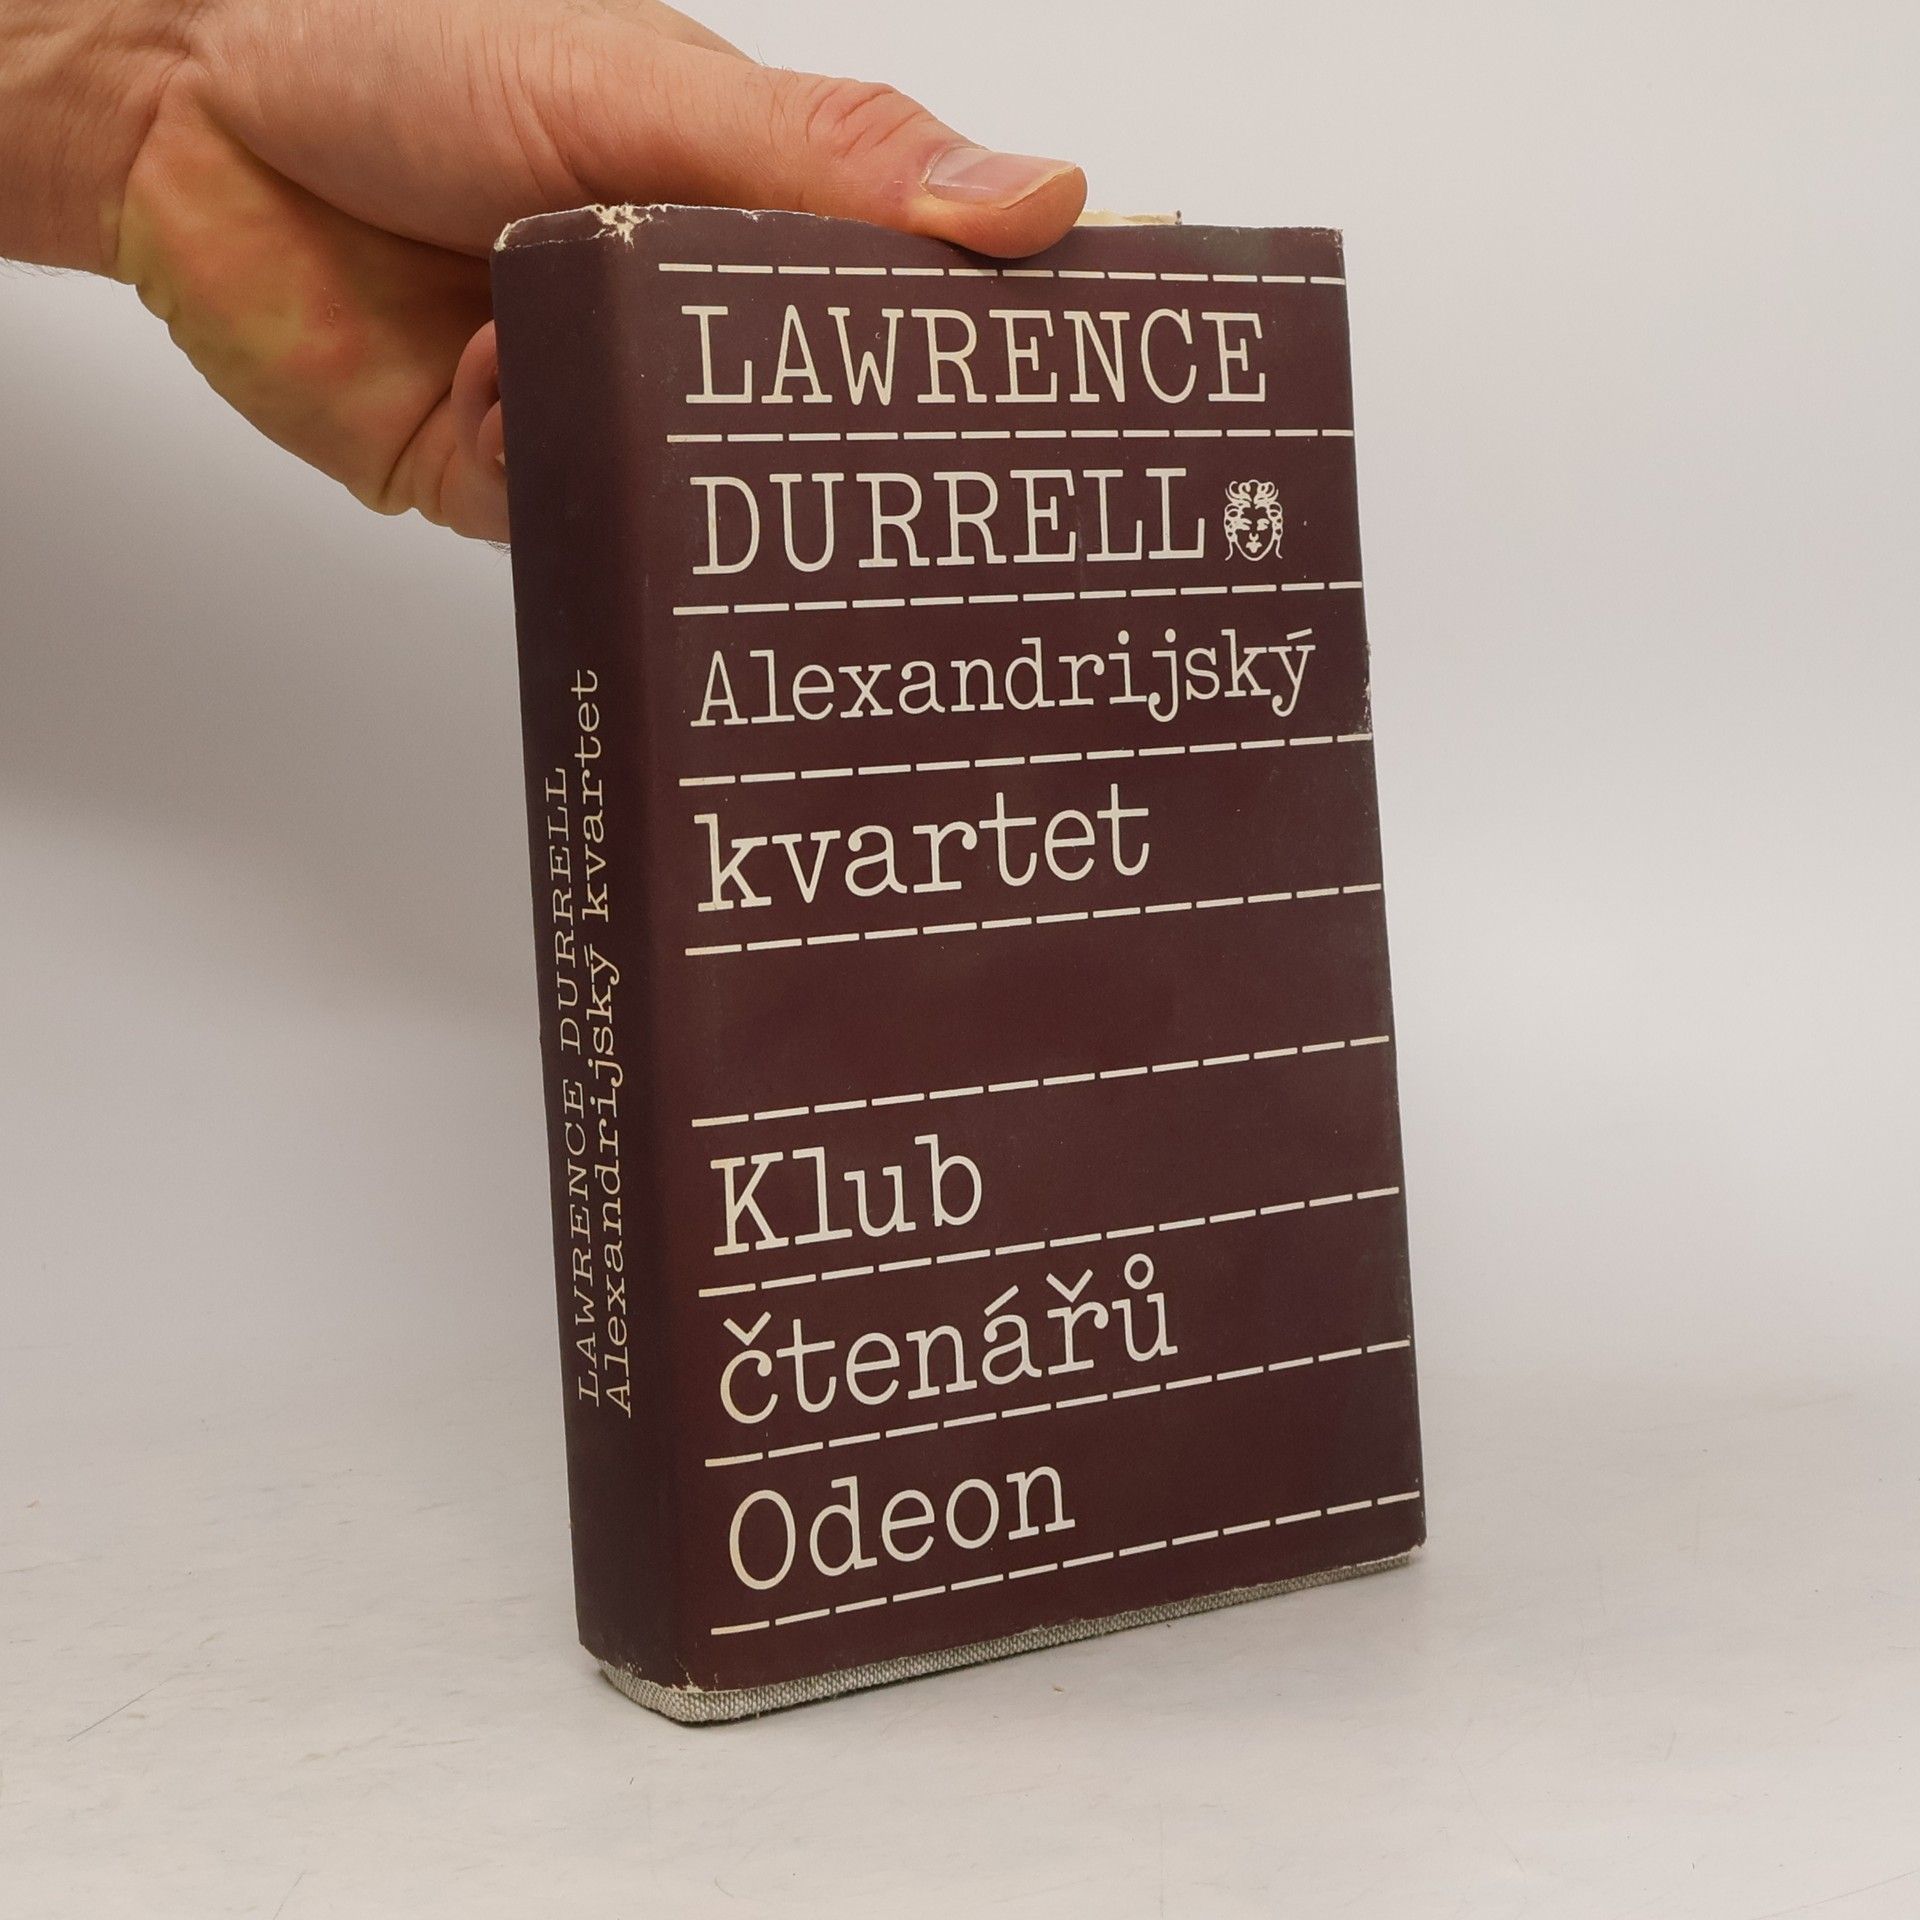 LAWRENCE
DURRELL
Alexandrijský
kvartet
Klub
čtenářů
Odeon
LAWRENCE DURRELL
Alexandrijský kvartet